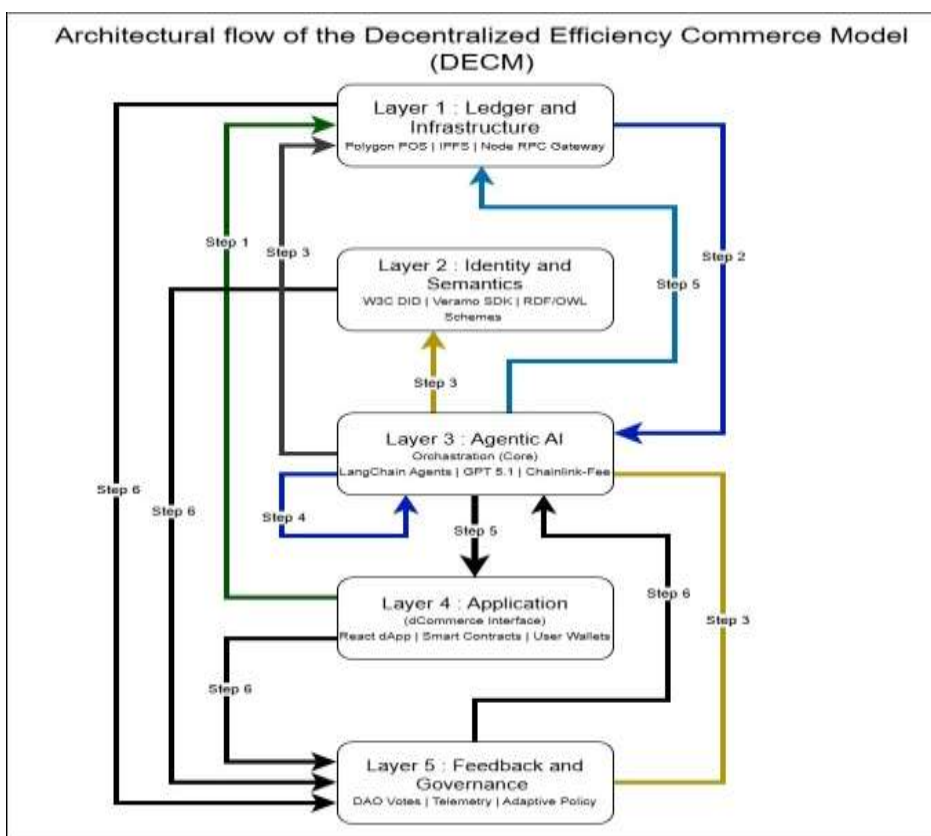 Architectural flow of the Decentralized Efficiency Commerce Model
(DECM)
Layer 1 : Ledger and
Infrastructure
Polygon POS | IPFS | Node RPC Gateway
Step 1
Step 3
Step 2
Layer 2 : Identity and
Semantics
W3C DID | Veramo SDK | RDF/OWL
Schemes
Step 5
Step 3
Layer 3 : Agentic AI
Orchastration (Core)
LangChain Agents | GPT 5.1 | Chainlink-Fee
Step 6
Step 6
Step 4
Step 5
Layer 4 : Application
(dCommerce Interface)
React dApp | Smart Contracts | User Wallets
Step 6
Step 3
Step 6
Layer 5 : Feedback and
Governance
DAO Votes | Telemetry | Adaptive Policy